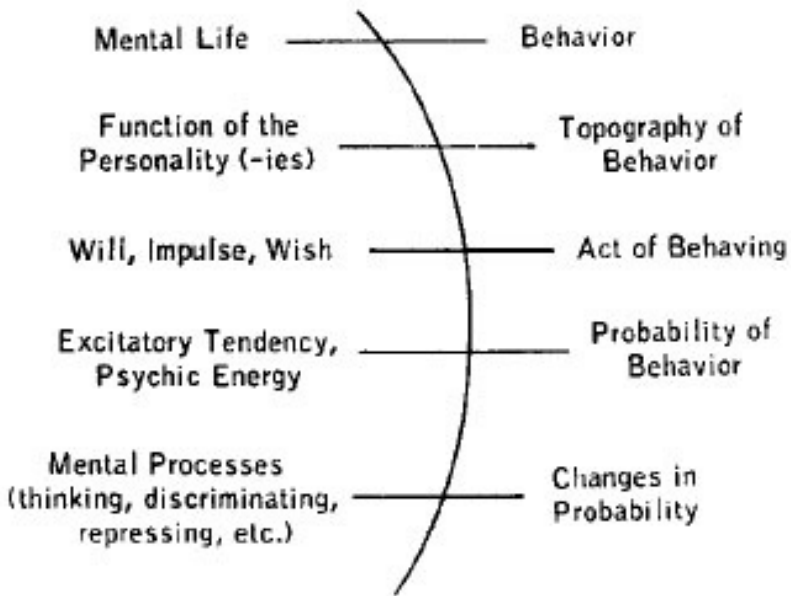 Mental Life
Behavior
Function of the
Personality (-ies)
Topography of
Behavior
Will, Impulse, Wish
Act of Behaving
Excitatory Tendency,
Psychic Energy
Probability of
Behavior
Mental Processes
(thinking, discriminating,
repressing, etc.)
Changes in
Probability